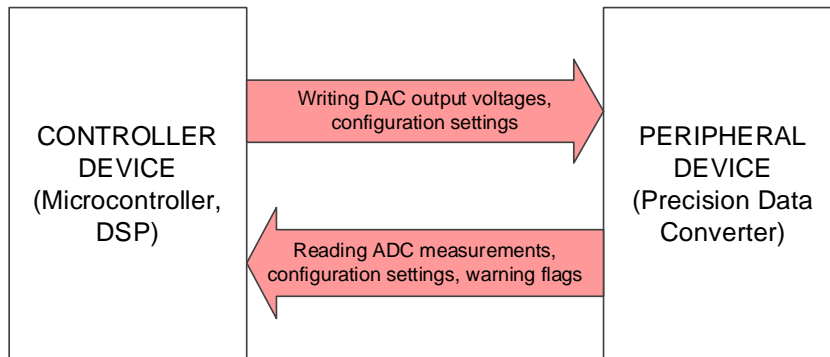 CONTROLLER
DEVICE
(Microcontroller,
DSP)
Writing DAC output voltages,
configuration settings
Reading ADC measurements,
configuration settings, warning flags
PERIPHERAL
DEVICE
(Precision Data
Converter)